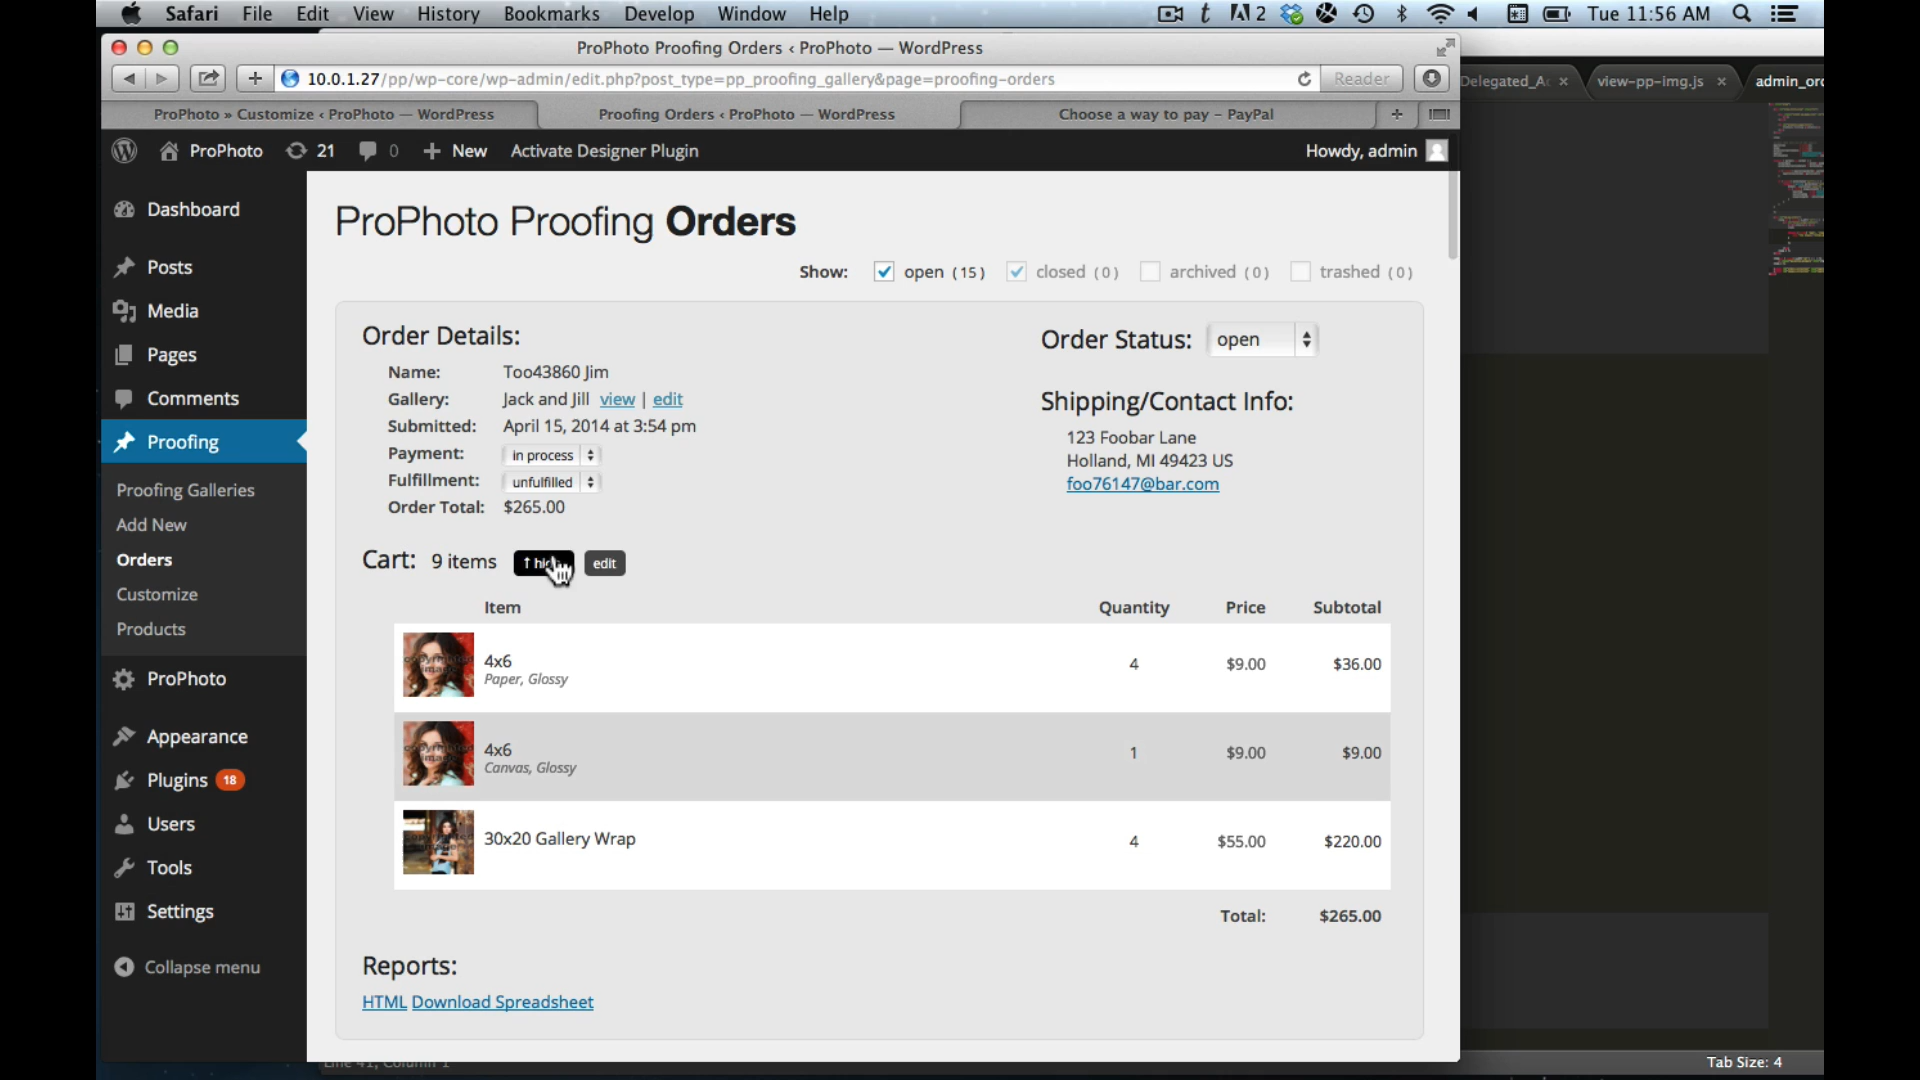 Safari File Edit View History Bookmarks Develop Window Help
2 Tue 11:56 AM
ProPhoto Proofing Orders ‹ ProPhoto — WordPress
10.0.1.27/pp/wp-core/wp-admin/edit.php?post_type=pp_proofing_gallery&page=proofing-orders
Reader
view-pp-img.js
ProPhoto » Customize ‹ ProPhoto — WordPress
Proofing Orders ‹ ProPhoto — WordPress
Choose a way to pay – PayPal
ProPhoto 21 0 + New Activate Designer Plugin
Howdy, admin
Dashboard
Posts
Media
Pages
Comments
Proofing
Proofing Galleries
Add New
Orders
Customize
Products
ProPhoto
Appearance
Plugins 18
Users
Tools
Settings
Collapse menu
ProPhoto Proofing Orders
Show: open (15) closed (0) archived (0) trashed (0)
Order Details:
Name: Too43860 Jim
Gallery: Jack and Jill view | edit
Submitted: April 15, 2014 at 3:54 pm
Payment: in process
Fulfillment: unfulfilled
Order Total: $265.00
Order Status: open
Shipping/Contact Info:
123 Foobar Lane
Holland, MI 49423 US
foo76147@bar.com
Cart: 9 items edit
Item Quantity Price Subtotal
4x6 4 $9.00 $36.00
Paper, Glossy
4x6 1 $9.00 $9.00
Canvas, Glossy
30x20 Gallery Wrap 4 $55.00 $220.00
Total: $265.00
Reports:
HTML Download Spreadsheet
Tab Size: 4